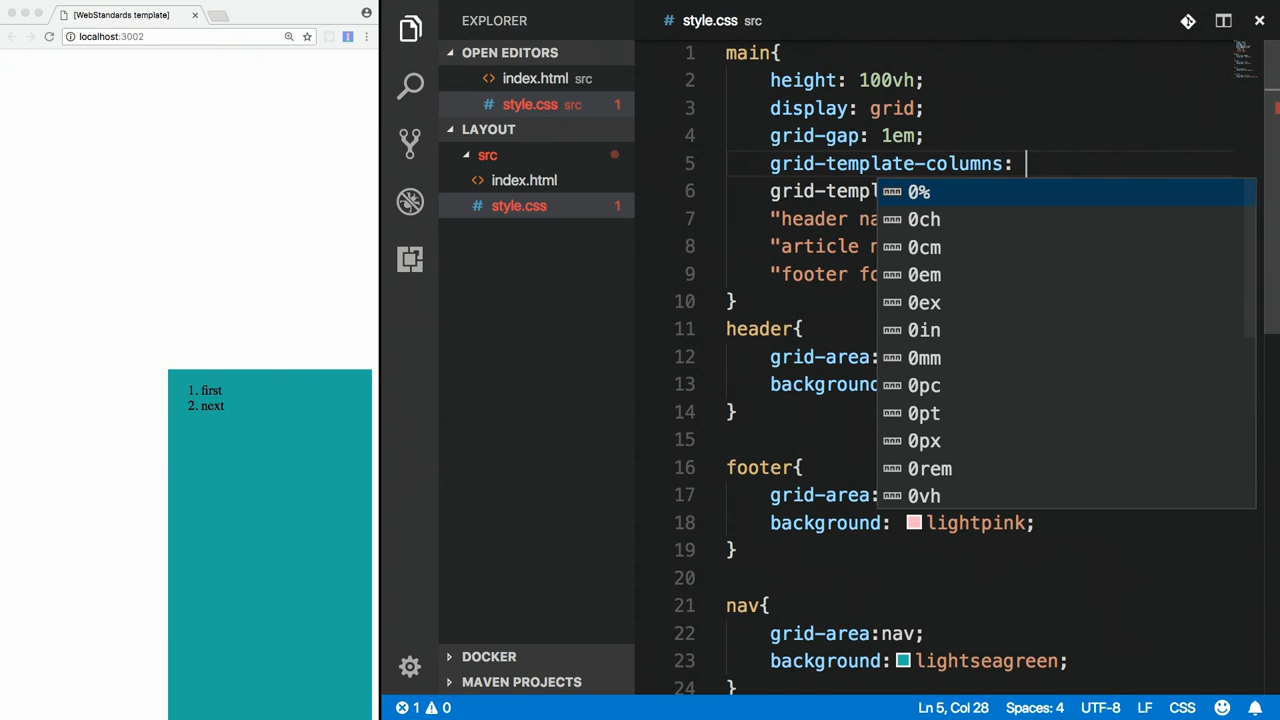 [WebStandards template]
localhost:3002
1. first
2. next
EXPLORER
OPEN EDITORS
<> index.html src
# style.css src 1
LAYOUT
src
<> index.html
# style.css 1
DOCKER
MAVEN PROJECTS
# style.css src
1 main{
2 height: 100vh;
3 display: grid;
4 grid-gap: 1em;
5 grid-template-columns:
6 grid-templ
7 "header na
8 "article n
9 "footer fo
10 }
11 header{
12 grid-area:
13 background
14 }
15
16 footer{
17 grid-area:
18 background: lightpink;
19 }
20
21 nav{
22 grid-area:nav;
23 background: lightseagreen;
24 }
0%
0ch
0cm
0em
0ex
0in
0mm
0pc
0pt
0px
0rem
0vh
1 0
Ln 5, Col 28 Spaces: 4 UTF-8 LF CSS